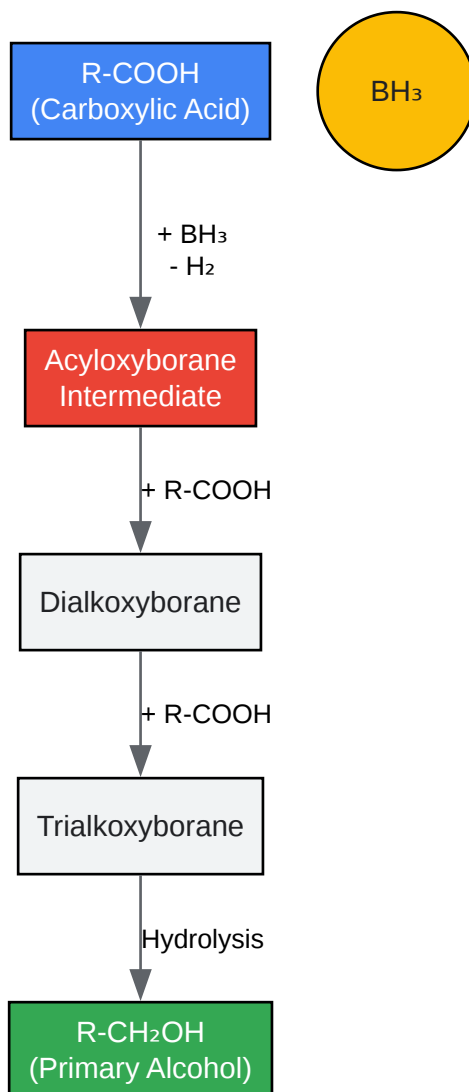 R-COOH
(Carboxylic Acid)
BH₃
+ BH₃
- H₂
Acyloxyborane
Intermediate
+ R-COOH
Dialkoxyborane
+ R-COOH
Trialkoxyborane
Hydrolysis
R-CH₂OH
(Primary Alcohol)